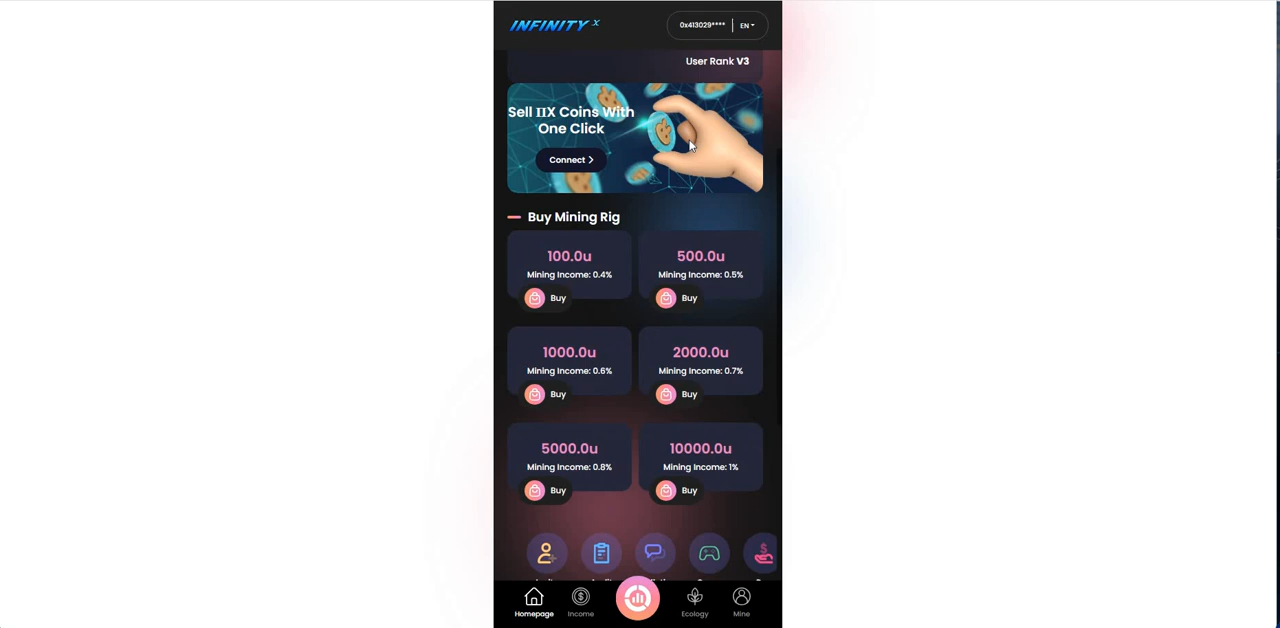 INFINITY X
0x413029**** | EN
User Rank V3
Sell ΠX Coins With
One Click
Connect >
Buy Mining Rig
100.0u
Mining Income: 0.4%
Buy
500.0u
Mining Income: 0.5%
Buy
1000.0u
Mining Income: 0.6%
Buy
2000.0u
Mining Income: 0.7%
Buy
5000.0u
Mining Income: 0.8%
Buy
10000.0u
Mining Income: 1%
Buy
Homepage
Income
Ecology
Mine